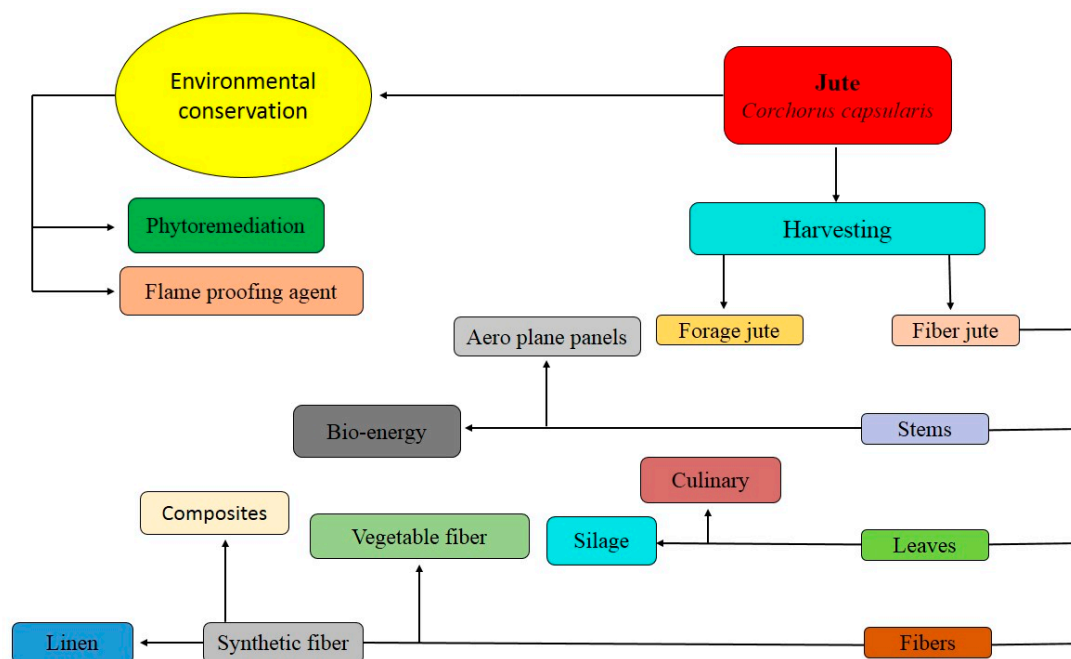 Environmental
conservation
Jute
Corchorus capsularis
Phytoremediation
Harvesting
Flame proofing agent
Aero plane panels
Forage jute
Fiber jute
Bio-energy
Stems
Culinary
Composites
Vegetable fiber
Silage
Leaves
Linen
Synthetic fiber
Fibers